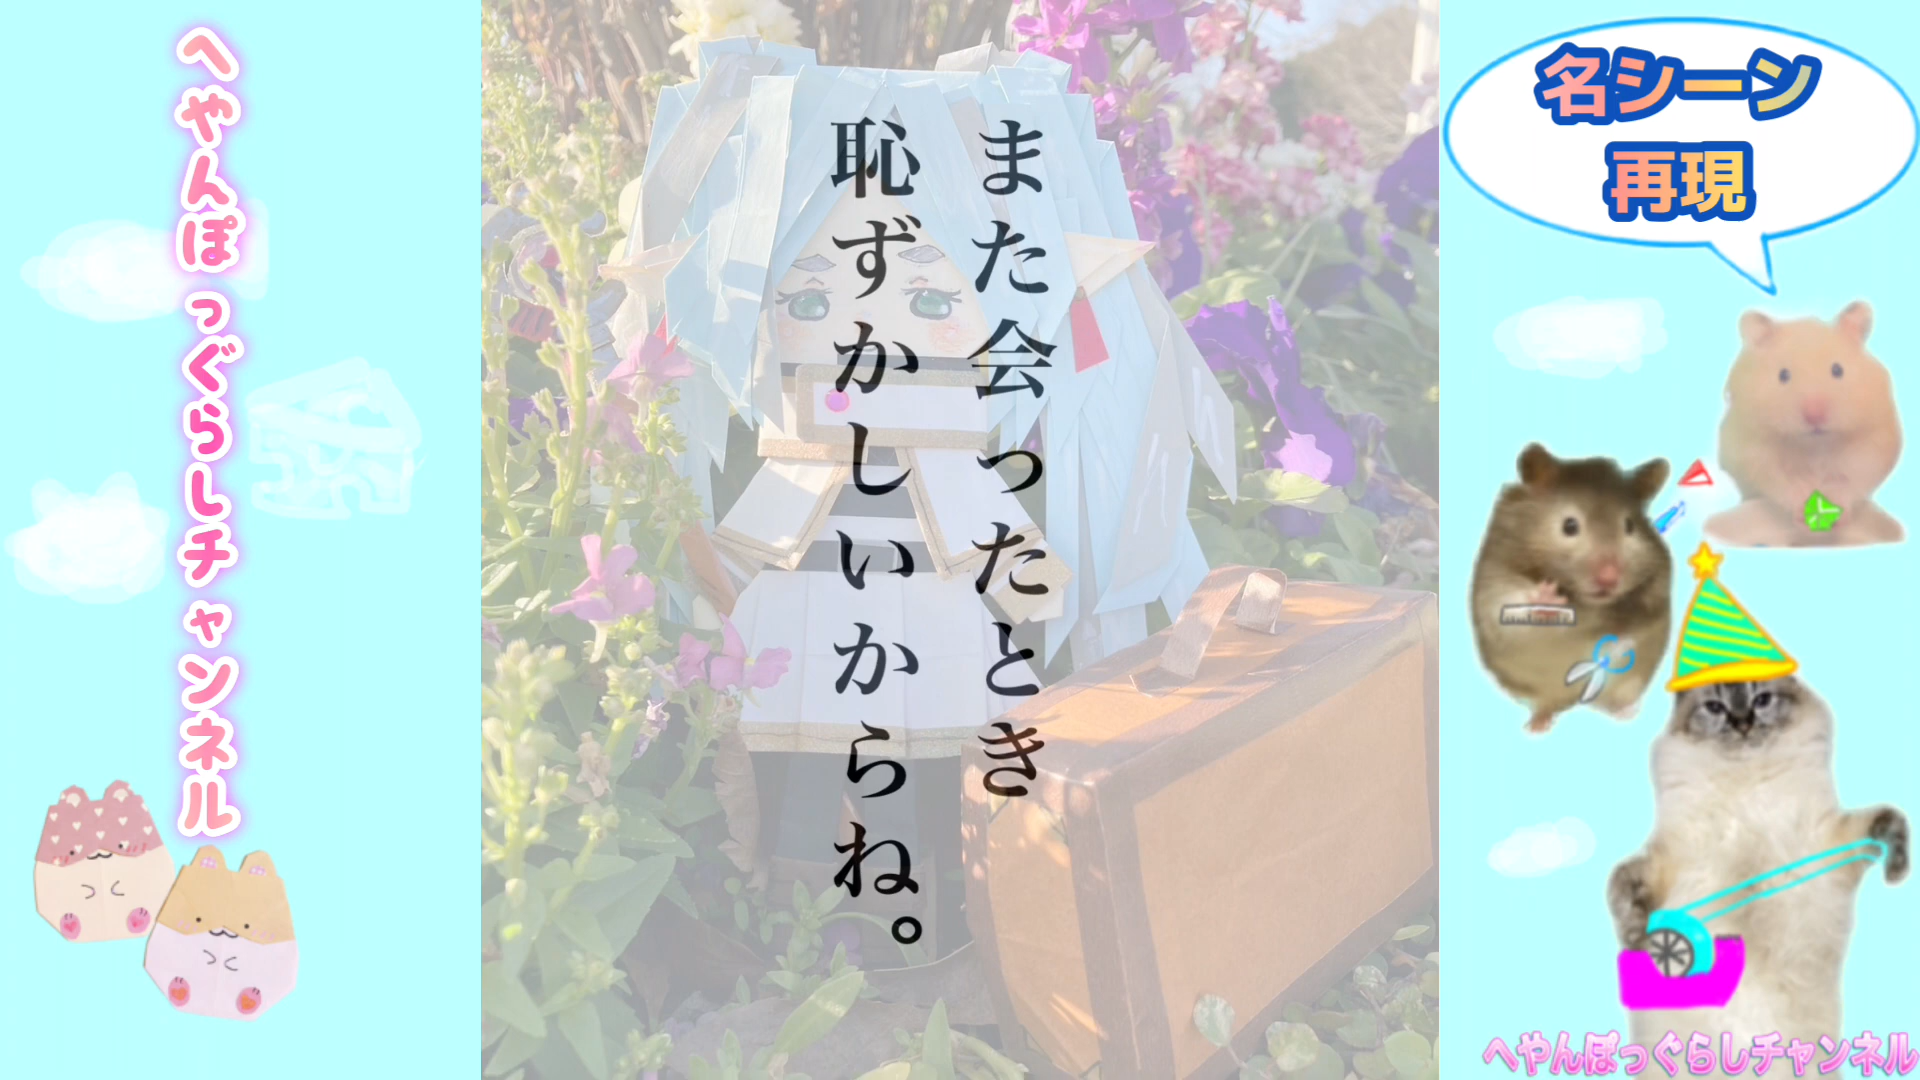 へやんぽっぐらしチャンネル
また会ったとき
恥ずかしいからね。
名シーン
再現
へやんぽっぐらしチャンネル